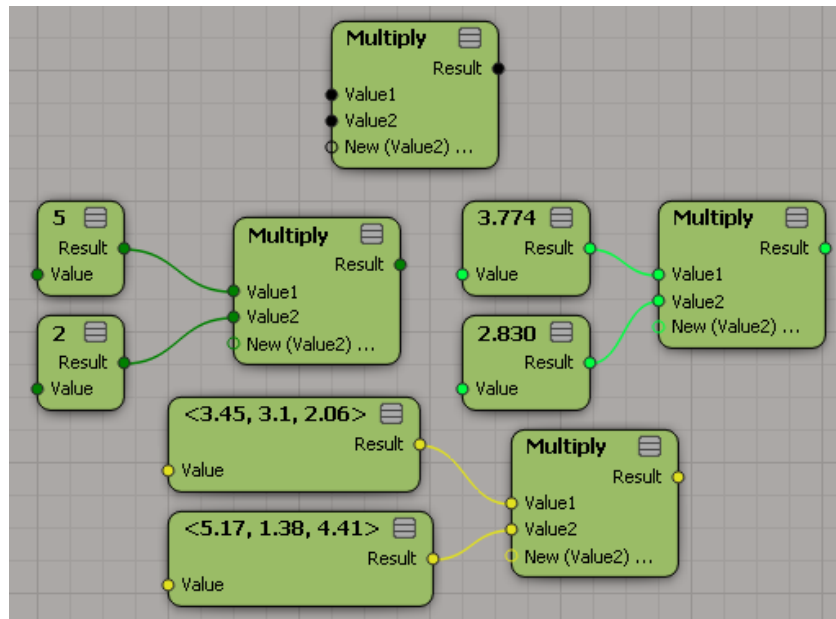 Multiply
Result
Value1
Value2
New (Value2) ...
5
Result
Value
2
Result
Value
Multiply
Result
Value1
Value2
New (Value2) ...
3.774
Result
Value
2.830
Result
Value
Multiply
Result
Value1
Value2
New (Value2) ...
<3.45, 3.1, 2.06>
Result
Value
<5.17, 1.38, 4.41>
Result
Value
Multiply
Result
Value1
Value2
New (Value2) ...